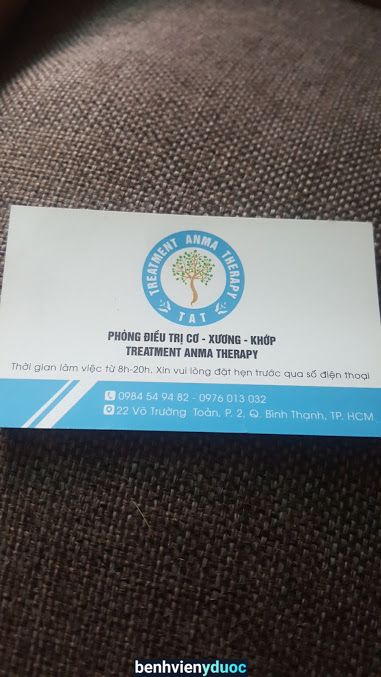 TREATMENT ANMA THERAPY
TAT
PHÒNG ĐIỀU TRỊ CƠ - XƯƠNG - KHỚP
TREATMENT ANMA THERAPY
Thời gian làm việc từ 8h-20h. Xin vui lòng đặt hẹn trước qua số điện thoại
0984 54 94 82 - 0976 013 032
22 Võ Trường Toản, P. 2, Q. Bình Thạnh, TP. HCM
benhvienyduoc